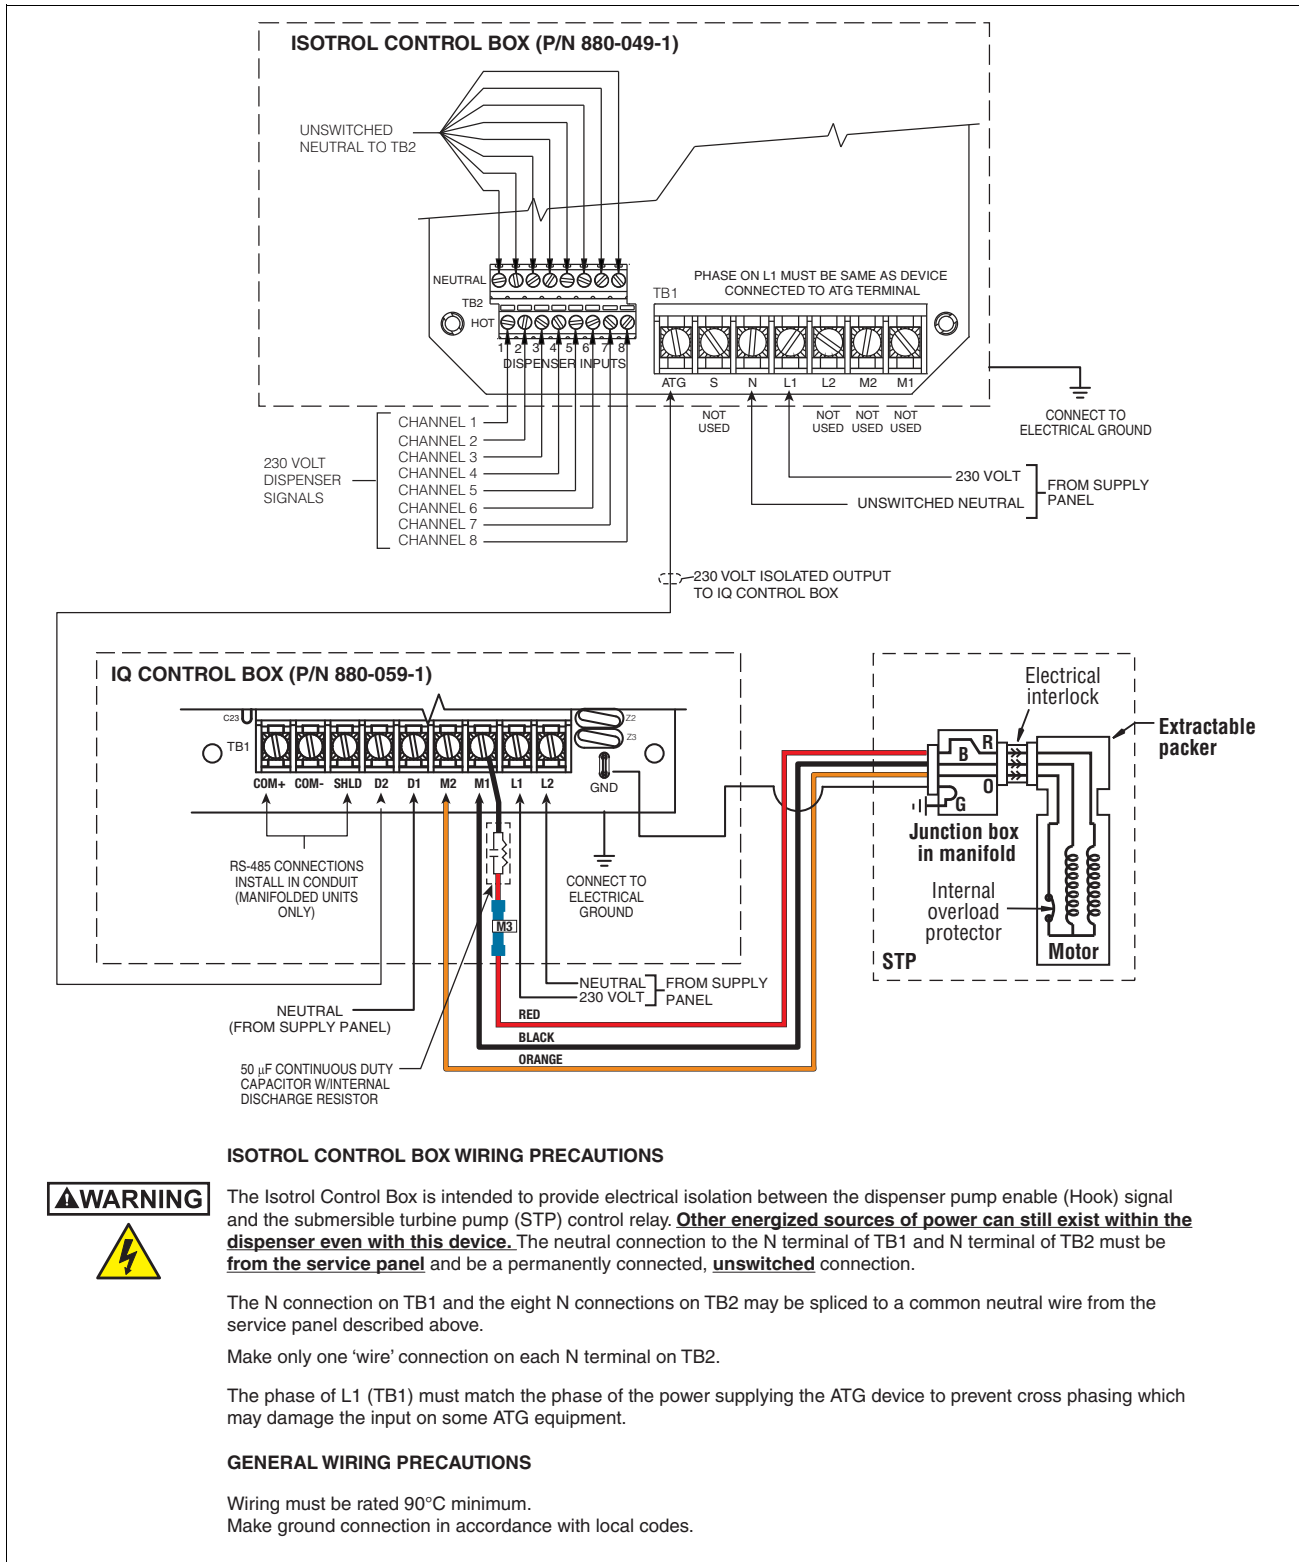 ISOTROL CONTROL BOX (P/N 880-049-1)
UNSWITCHED
NEUTRAL TO TB2
NEUTRAL
TB2
HOT
1 2 3 4 5 6 7 8
DISPENSER INPUTS
PHASE ON L1 MUST BE SAME AS DEVICE
CONNECTED TO ATG TERMINAL
TB1
ATG S N L1 L2 M2 M1
NOT
USED
NOT
USED
NOT
USED
NOT
USED
CONNECT TO
ELECTRICAL GROUND
230 VOLT
DISPENSER
SIGNALS
CHANNEL 1
CHANNEL 2
CHANNEL 3
CHANNEL 4
CHANNEL 5
CHANNEL 6
CHANNEL 7
CHANNEL 8
230 VOLT
UNSWITCHED NEUTRAL
FROM SUPPLY
PANEL
230 VOLT ISOLATED OUTPUT
TO IQ CONTROL BOX
IQ CONTROL BOX (P/N 880-059-1)
C23
TB1
Z2
Z3
COM+ COM- SHLD D2 D1 M2 M1 L1 L2
GND
RS-485 CONNECTIONS
INSTALL IN CONDUIT
(MANIFOLDED UNITS
ONLY)
M3
CONNECT TO
ELECTRICAL
GROUND
NEUTRAL
230 VOLT
FROM SUPPLY
PANEL
NEUTRAL
(FROM SUPPLY PANEL)
RED
BLACK
ORANGE
50 µF CONTINUOUS DUTY
CAPACITOR W/INTERNAL
DISCHARGE RESISTOR
Electrical
interlock
Extractable
packer
R
B
O
G
Junction box
in manifold
Internal
overload
protector
Motor
STP
ISOTROL CONTROL BOX WIRING PRECAUTIONS
WARNING
The Isotrol Control Box is intended to provide electrical isolation between the dispenser pump enable (Hook) signal
and the submersible turbine pump (STP) control relay. Other energized sources of power can still exist within the
dispenser even with this device. The neutral connection to the N terminal of TB1 and N terminal of TB2 must be
from the service panel and be a permanently connected, unswitched connection.
The N connection on TB1 and the eight N connections on TB2 may be spliced to a common neutral wire from the
service panel described above.
Make only one ‘wire’ connection on each N terminal on TB2.
The phase of L1 (TB1) must match the phase of the power supplying the ATG device to prevent cross phasing which
may damage the input on some ATG equipment.
GENERAL WIRING PRECAUTIONS
Wiring must be rated 90°C minimum.
Make ground connection in accordance with local codes.